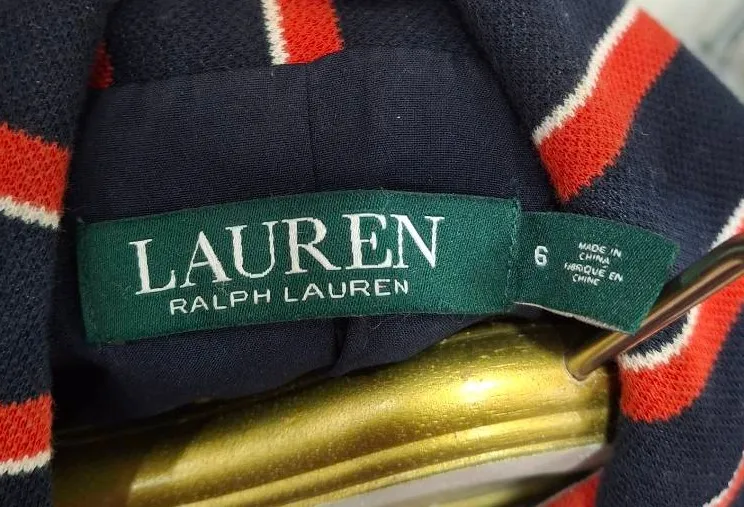 LAUREN
RALPH LAUREN
6
MADE IN
CHINA
FABRIQUÉ EN
CHINE